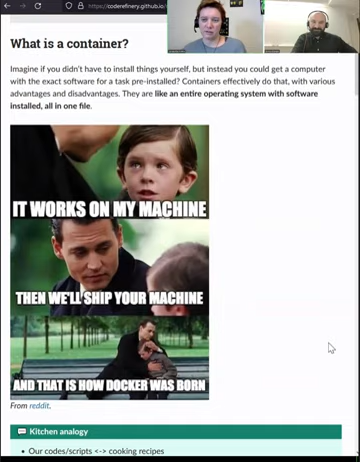 https://coderefinery.github.io/
What is a container?
Imagine if you didn't have to install things yourself, but instead you could get a computer
with the exact software for a task pre-installed? Containers effectively do that, with various
advantages and disadvantages. They are like an entire operating system with software
installed, all in one file.
IT WORKS ON MY MACHINE
THEN WE'LL SHIP YOUR MACHINE
AND THAT IS HOW DOCKER WAS BORN
From reddit.
Kitchen analogy
• Our codes/scripts <-> cooking recipes